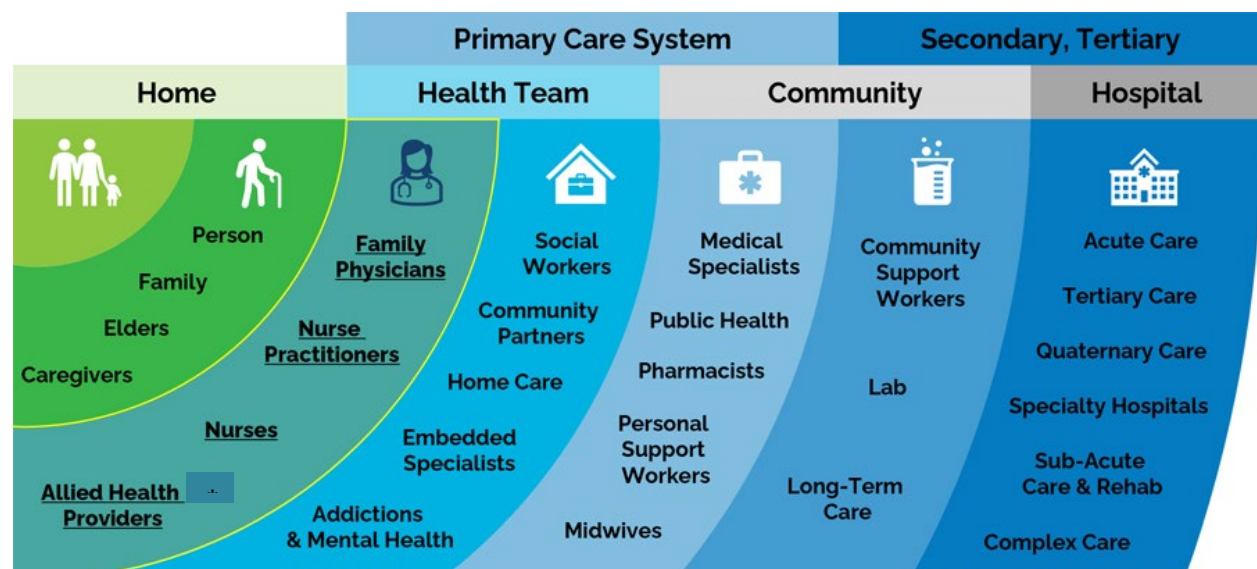 Primary Care System
Secondary, Tertiary
Home
Health Team
Community
Hospital
Person
Family
Elders
Caregivers
Family
Physicians
Nurse
Practitioners
Nurses
Allied Health
Providers
Social
Workers
Community
Partners
Home Care
Embedded
Specialists
Addictions
& Mental Health
Medical
Specialists
Public Health
Pharmacists
Personal
Support
Workers
Midwives
Community
Support
Workers
Lab
Long-Term
Care
Acute Care
Tertiary Care
Quaternary Care
Specialty Hospitals
Sub-Acute
Care & Rehab
Complex Care